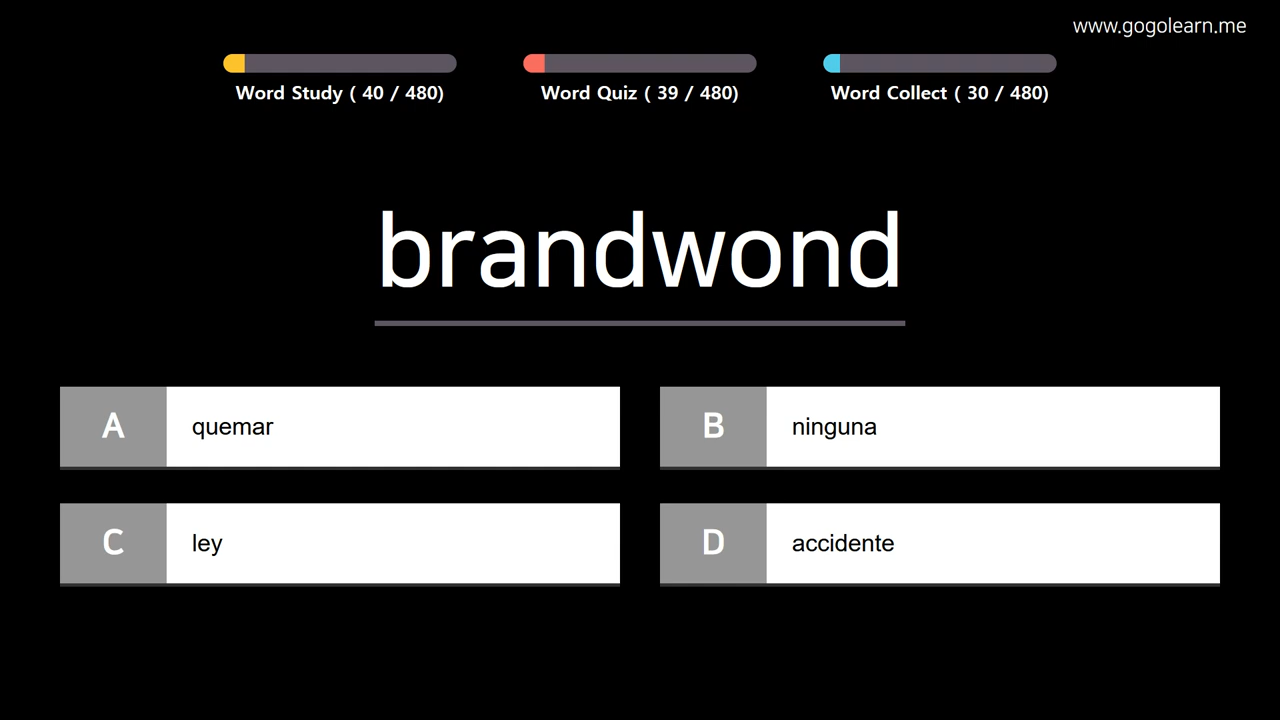 www.gogolearn.me
Word Study ( 40 / 480)
Word Quiz ( 39 / 480)
Word Collect ( 30 / 480)
brandwond
A quemar
B ninguna
C ley
D accidente